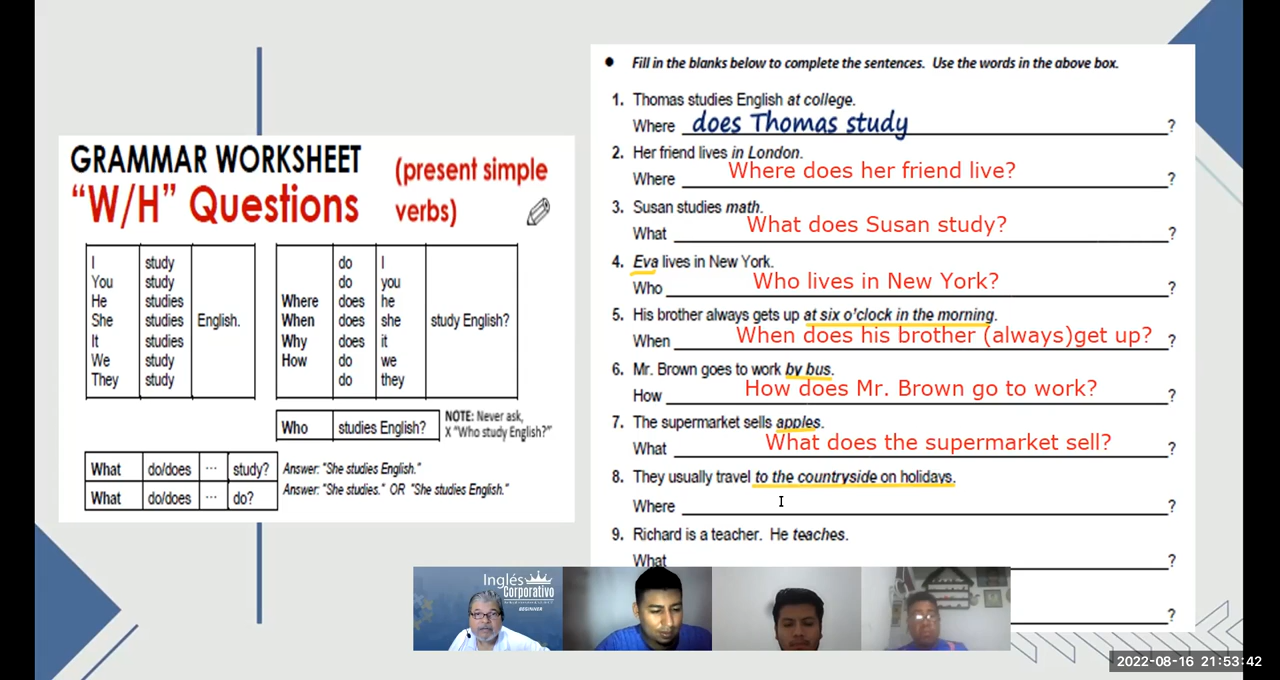 GRAMMAR WORKSHEET
"W/H" Questions
(present simple
verbs)
I study
You study
He studies
She studies English.
It studies
We study
They study
do I
do you
Where does he
When does she study English?
Why does it
How do we
do they
Who studies English?
NOTE: Never ask,
X "Who study English?"
What do/does ... study? Answer: "She studies English."
What do/does ... do? Answer: "She studies." OR "She studies English."
● Fill in the blanks below to complete the sentences. Use the words in the above box.
1. Thomas studies English at college.
Where does Thomas study ?
2. Her friend lives in London.
Where Where does her friend live? ?
3. Susan studies math.
What What does Susan study? ?
4. Eva lives in New York.
Who Who lives in New York? ?
5. His brother always gets up at six o'clock in the morning.
When When does his brother (always)get up? ?
6. Mr. Brown goes to work by bus.
How How does Mr. Brown go to work? ?
7. The supermarket sells apples.
What What does the supermarket sell? ?
8. They usually travel to the countryside on holidays.
Where ?
9. Richard is a teacher. He teaches.
What ?
?
Inglés
Corporativo
BEGINNER
2022-08-16 21:53:42